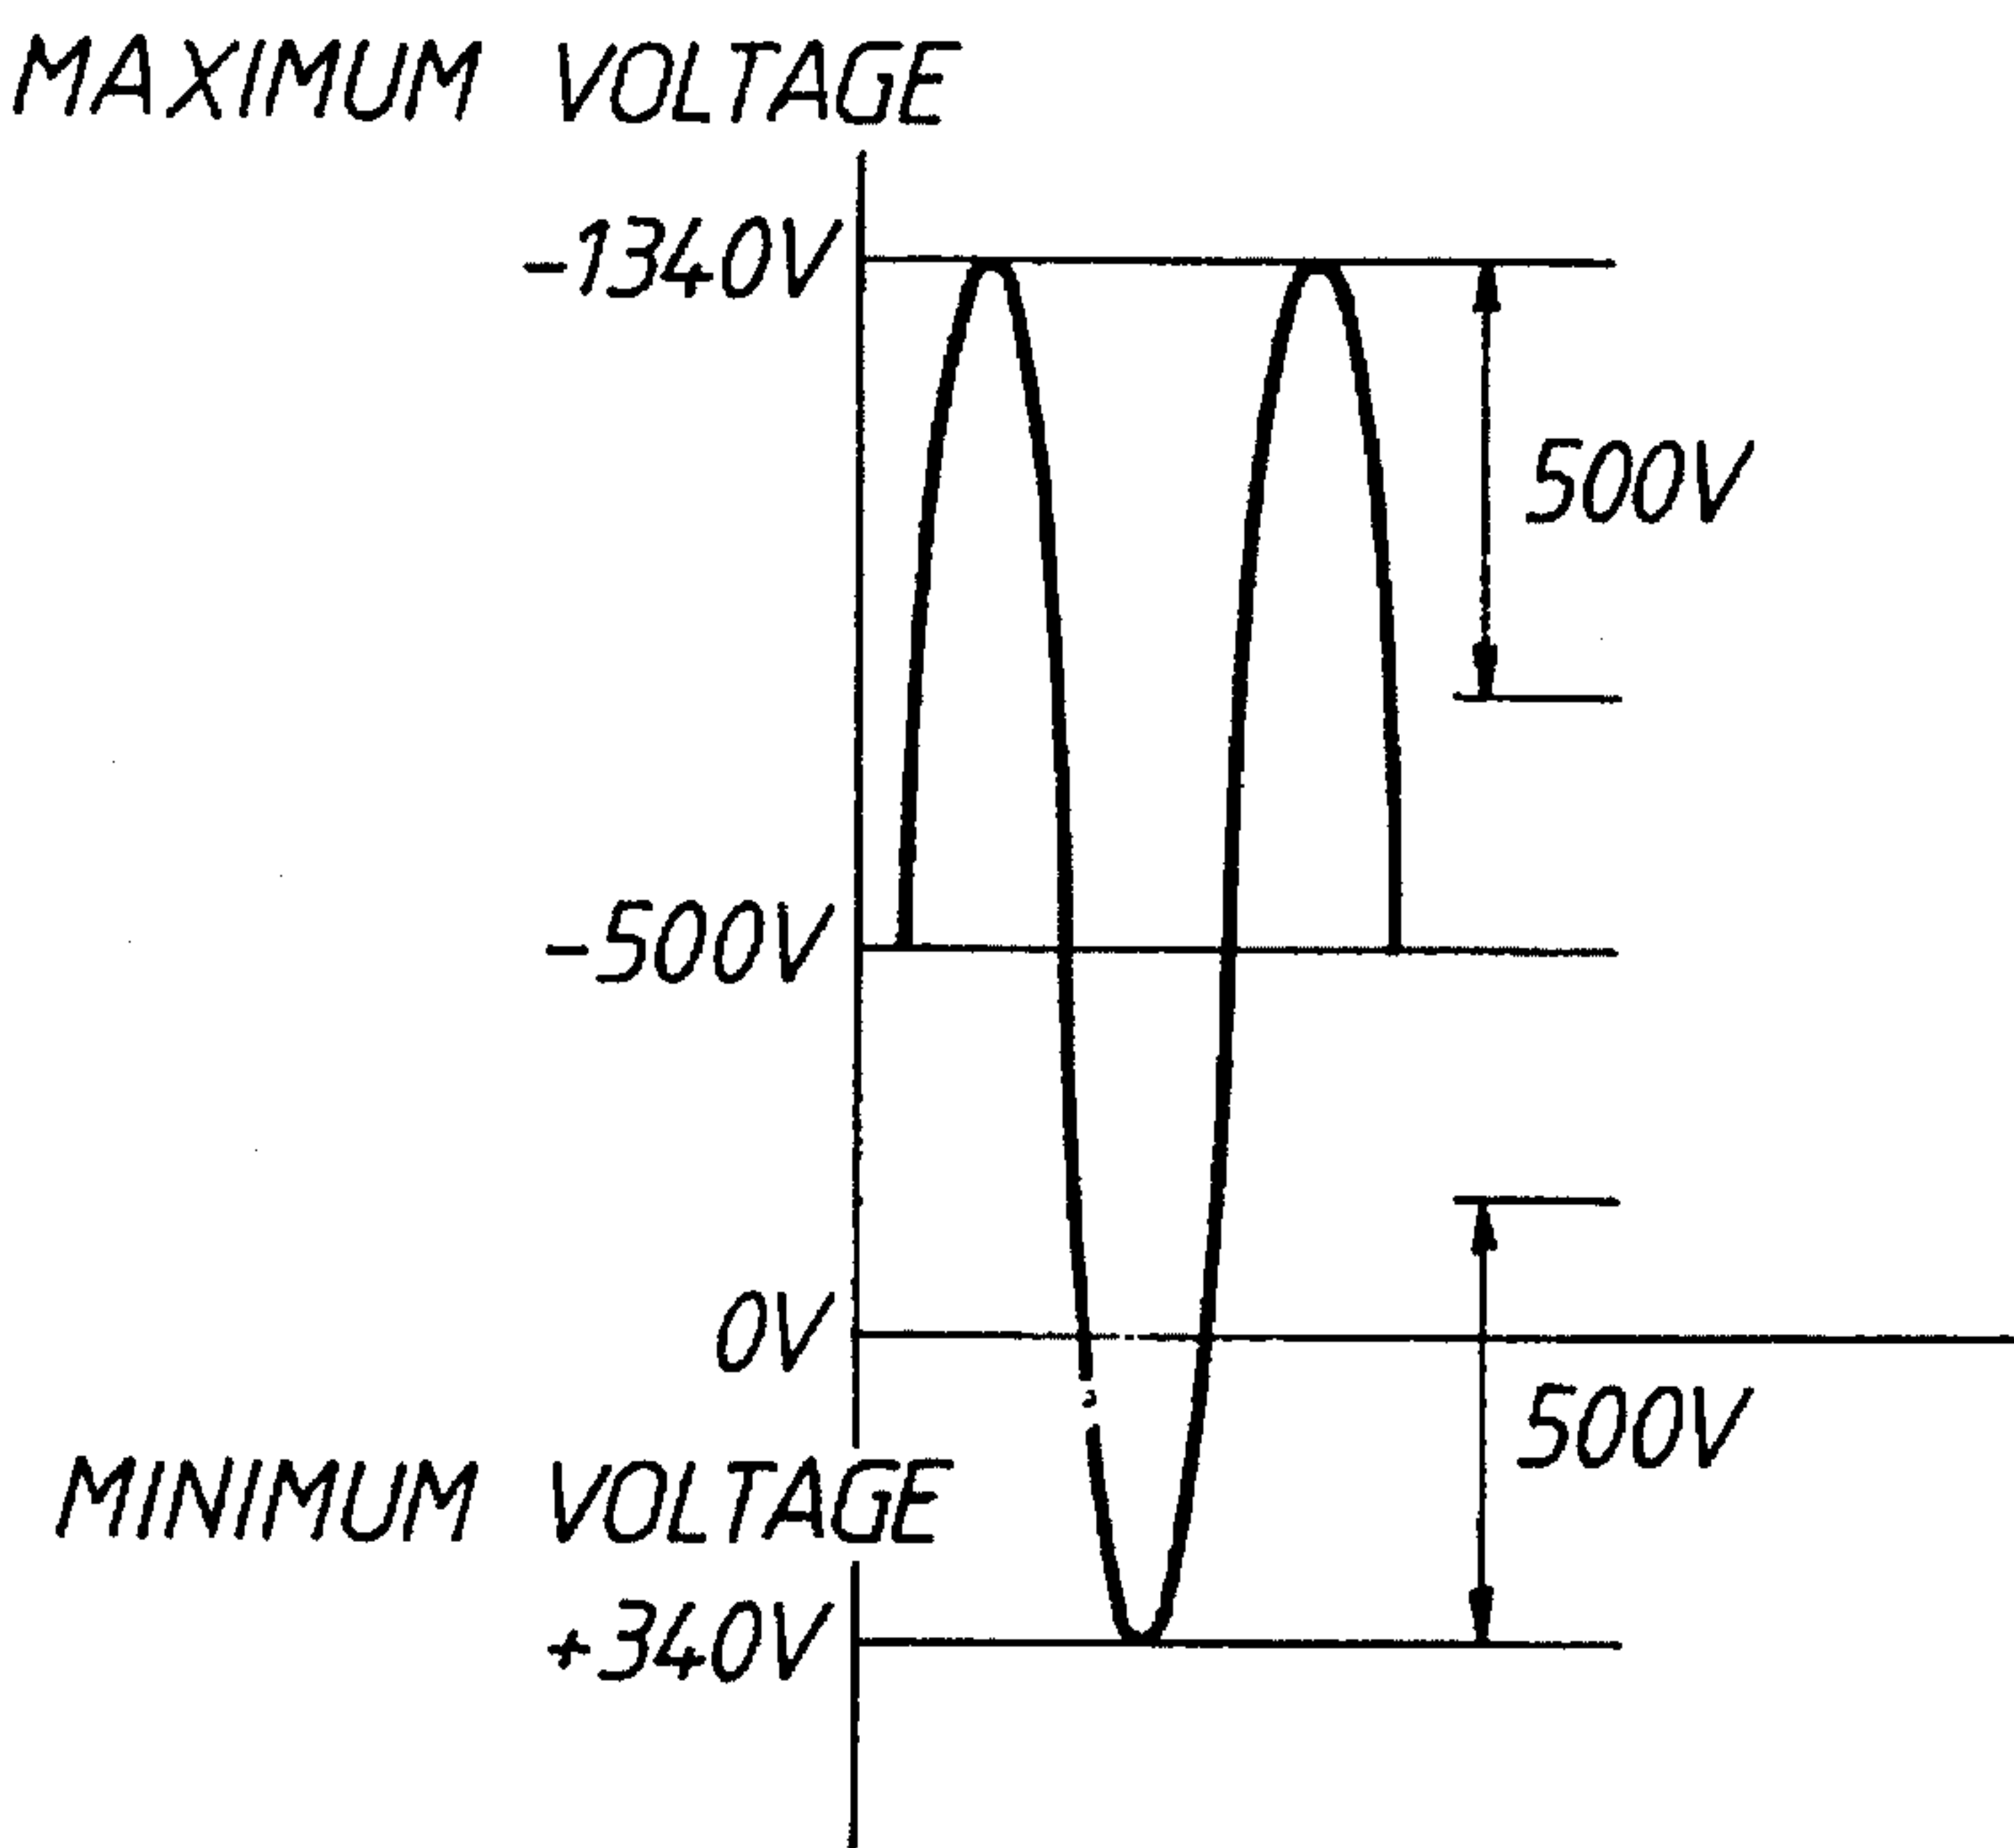 MAXIMUM VOLTAGE
-1340V
500V
-500V
0V
500V
MINIMUM VOLTAGE
+340V